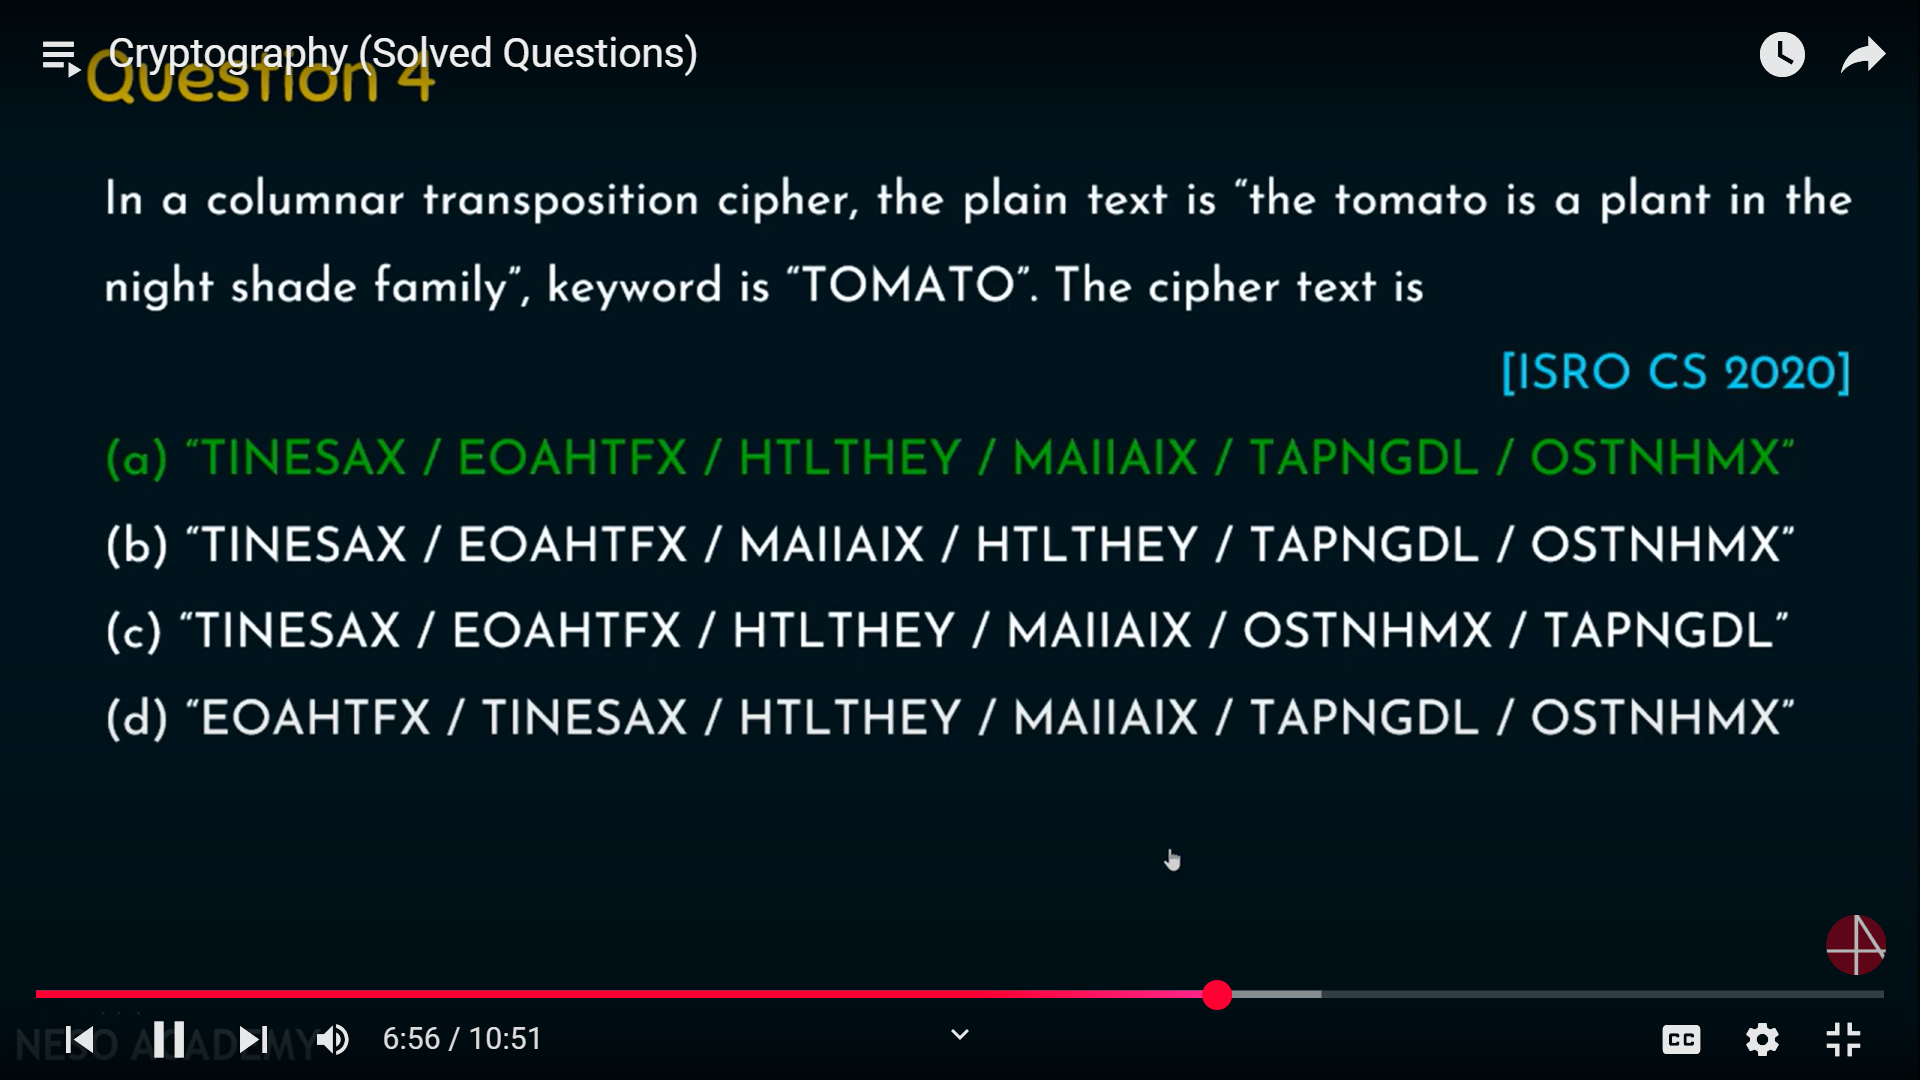 Cryptography (Solved Questions)
Question 4
In a columnar transposition cipher, the plain text is “the tomato is a plant in the
night shade family”, keyword is “TOMATO”. The cipher text is
[ISRO CS 2020]
(a) “TINESAX / EOAHTFX / HTLTHEY / MAIIAIX / TAPNGDL / OSTNHMX”
(b) “TINESAX / EOAHTFX / MAIIAIX / HTLTHEY / TAPNGDL / OSTNHMX”
(c) “TINESAX / EOAHTFX / HTLTHEY / MAIIAIX / OSTNHMX / TAPNGDL”
(d) “EOAHTFX / TINESAX / HTLTHEY / MAIIAIX / TAPNGDL / OSTNHMX”
NESO ACADEMY
6:56 / 10:51
CC